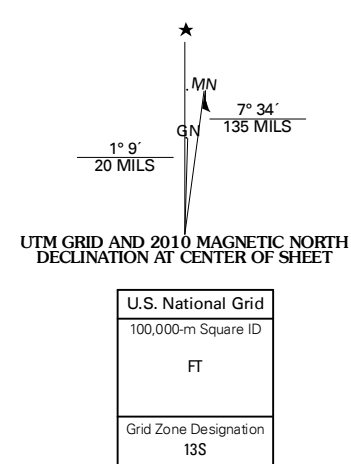 ★
MN
GN
7° 34´
135 MILS
1° 9´
20 MILS
UTM GRID AND 2010 MAGNETIC NORTH
DECLINATION AT CENTER OF SHEET
U.S. National Grid
100,000-m Square ID
FT
Grid Zone Designation
13S